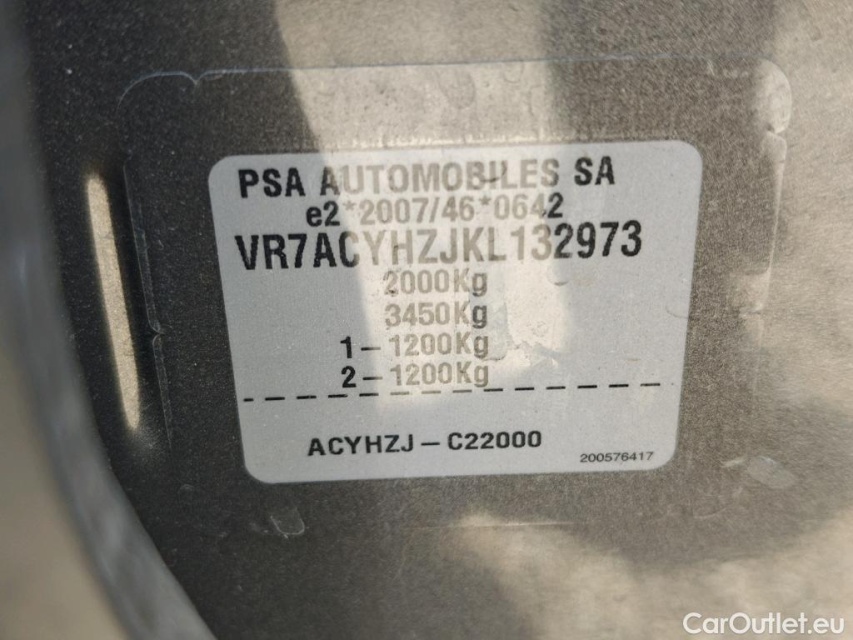 PSA AUTOMOBILES SA
e2*2007/46*0642
VR7ACYHZJKL132973
2000Kg
3450Kg
1-1200Kg
2-1200Kg
ACYHZJ-C22000
200576417
CarOutlet.eu